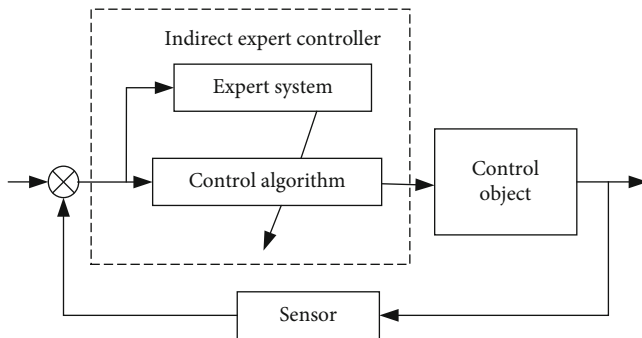 Indirect expert controller
Expert system
Control algorithm
Control
object
Sensor